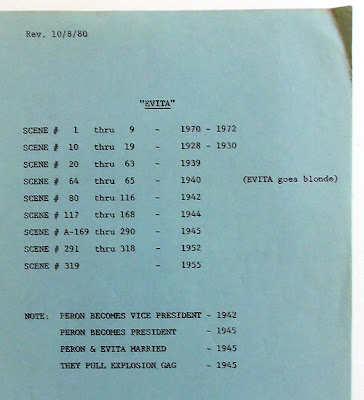 Rev. 10/8/80
"EVITA"
SCENE # 1 thru 9 - 1970 - 1972
SCENE # 10 thru 19 - 1928 - 1930
SCENE # 20 thru 63 - 1939
SCENE # 64 thru 65 - 1940 (EVITA goes blonde)
SCENE # 80 thru 116 - 1942
SCENE # 117 thru 168 - 1944
SCENE # A-169 thru 290 - 1945
SCENE # 291 thru 318 - 1952
SCENE # 319 - 1955
NOTE: PERON BECOMES VICE PRESIDENT - 1942
PERON BECOMES PRESIDENT - 1945
PERON & EVITA MARRIED - 1945
THEY PULL EXPLOSION GAG - 1945